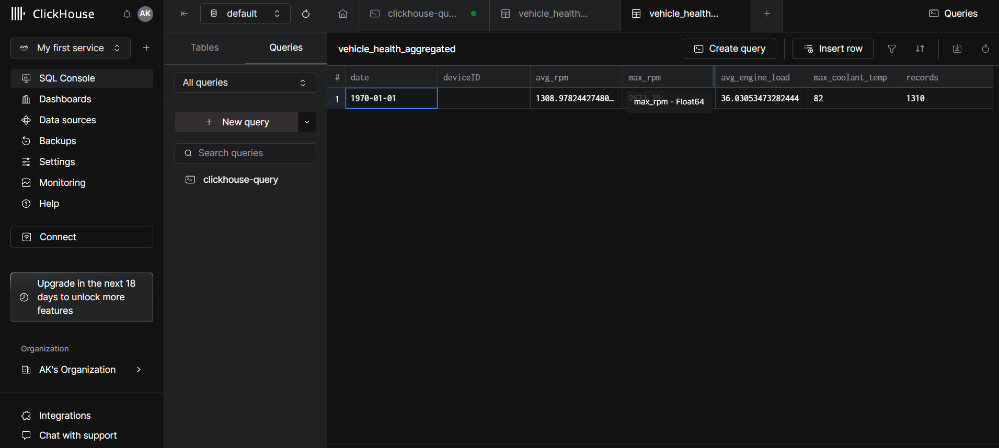 ClickHouse
AK
default
clickhouse-qu...
vehicle_health...
vehicle_health...
Queries
aws
My first service
Tables
Queries
vehicle_health_aggregated
Create query
Insert row
SQL Console
Dashboards
Data sources
Backups
Settings
Monitoring
Help
Connect
Upgrade in the next 18
days to unlock more
features
Organization
AK's Organization
Integrations
Chat with support
All queries
New query
Search queries
clickhouse-query
# date deviceID avg_rpm max_rpm avg_engine_load max_coolant_temp records
1 1970-01-01 1308.97824427480… 2677.25 36.03053473282444 82 1310
max_rpm - Float64